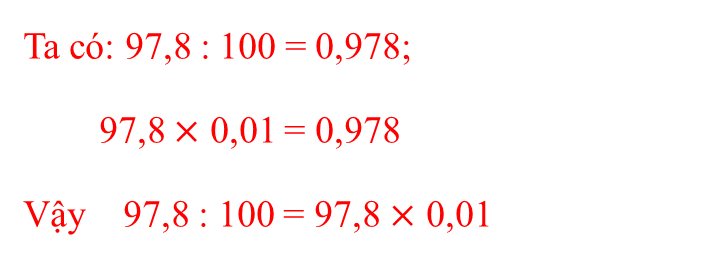 Ta có: 97,8 : 100 = 0,978;
97,8 × 0,01 = 0,978
Vậy 97,8 : 100 = 97,8 × 0,01